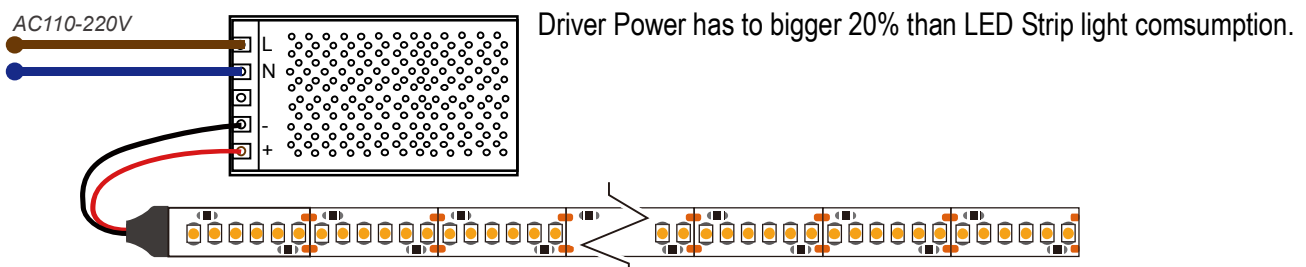 AC110-220V
Driver Power has to bigger 20% than LED Strip light comsumption.
L
N
-
+